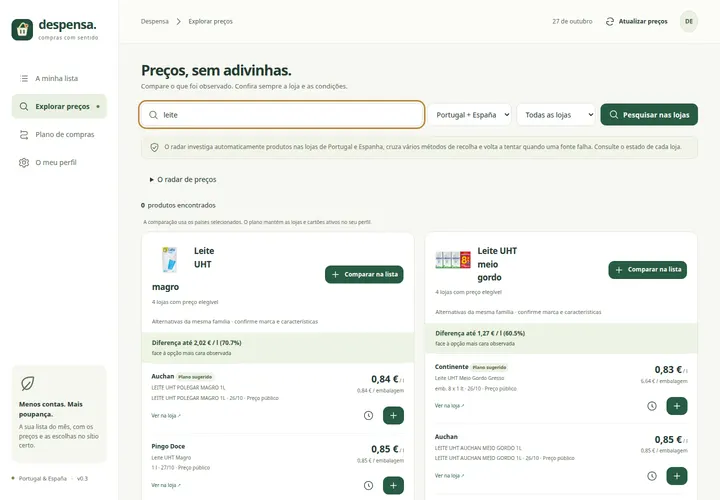 despensa.
compras com sentido
A minha lista
Explorar preços
Plano de compras
O meu perfil
Menos contas. Mais
poupança.
A sua lista do mês, com os
preços e as escolhas no sítio
certo.
Portugal & España · v0.3
Despensa > Explorar preços
27 de outubro
Atualizar preços
DE
Preços, sem adivinhas.
Compare o que foi observado. Confira sempre a loja e as condições.
leite
Portugal + España
Todas as lojas
Pesquisar nas lojas
O radar investiga automaticamente produtos nas lojas de Portugal e Espanha, cruza vários métodos de recolha e volta a tentar quando uma fonte falha. Consulte o estado de cada loja.
O radar de preços
0 produtos encontrados
A comparação usa os países selecionados. O plano mantém as lojas e cartões ativos no seu perfil.
Leite
UHT
magro
Comparar na lista
4 lojas com preço elegível
Alternativas da mesma família · confirme marca e características
Diferença até 2,02 € / l (70.7%)
face à opção mais cara observada
Auchan Plano sugerido
0,84 € / l
LEITE UHT POLEGAR MAGRO 1L
0,84 € / embalagem
LEITE UHT POLEGAR MAGRO 1L · 26/10 · Preço público
Ver na loja ↗
Pingo Doce
0,85 € / l
Leite UHT Magro
0,85 € / embalagem
1 l · 27/10 · Preço público
Ver na loja ↗
Leite UHT
meio
gordo
Comparar na lista
4 lojas com preço elegível
Alternativas da mesma família · confirme marca e características
Diferença até 1,27 € / l (60.5%)
face à opção mais cara observada
Continente Plano sugerido
0,83 € / l
Leite UHT Meio Gordo Gresso
6,64 € / embalagem
emb. 8 x 1 lt · 26/10 · Preço público
Ver na loja ↗
Auchan
0,85 € / l
LEITE UHT AUCHAN MEIO GORDO 1L
0,85 € / embalagem
LEITE UHT AUCHAN MEIO GORDO 1L · 26/10 · Preço público
Ver na loja ↗